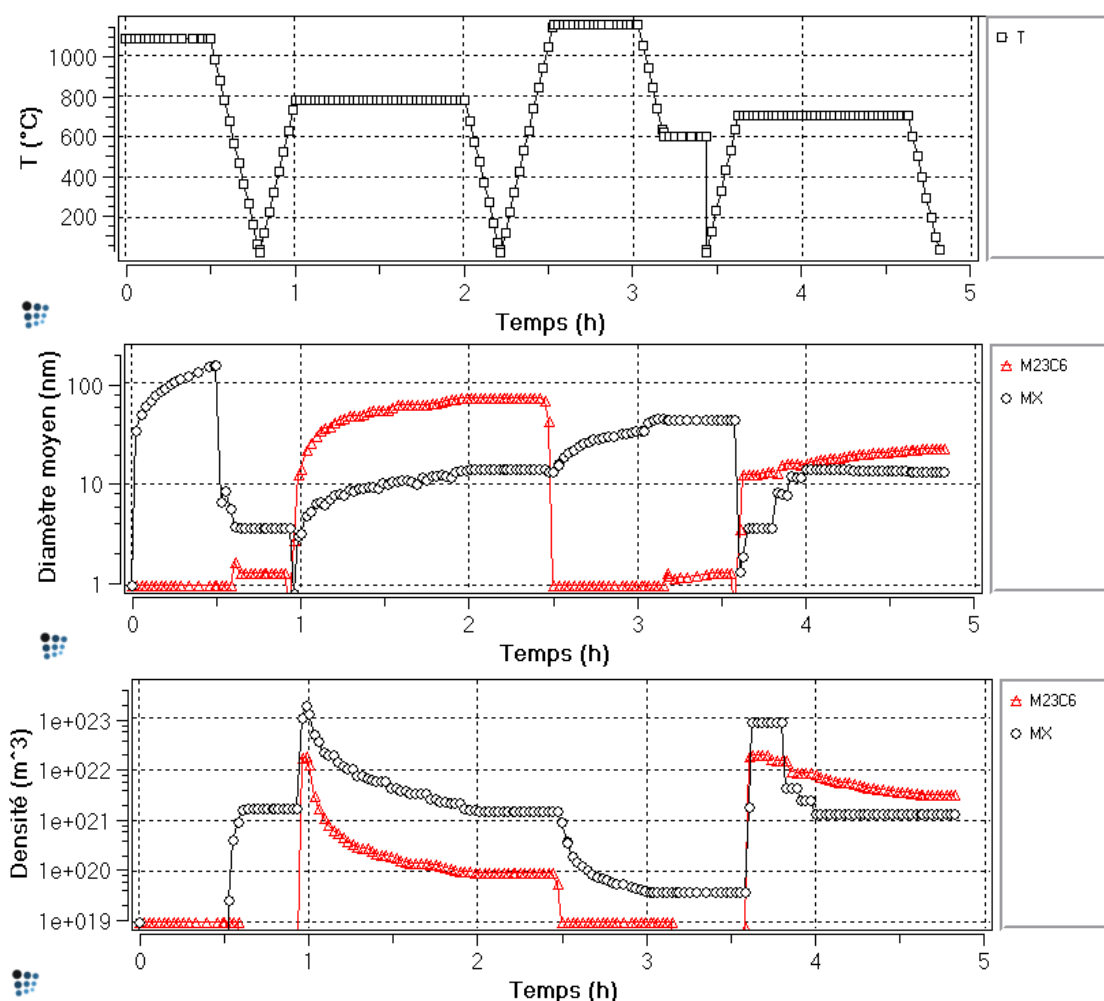 T (°C)
1000
800
600
400
200
0
1
2
3
4
5
Temps (h)
T
Diamètre moyen (nm)
100
10
1
0
1
2
3
4
5
Temps (h)
M23C6
MX
Densité (m^3)
1e+023
1e+022
1e+021
1e+020
1e+019
0
1
2
3
4
5
Temps (h)
M23C6
MX